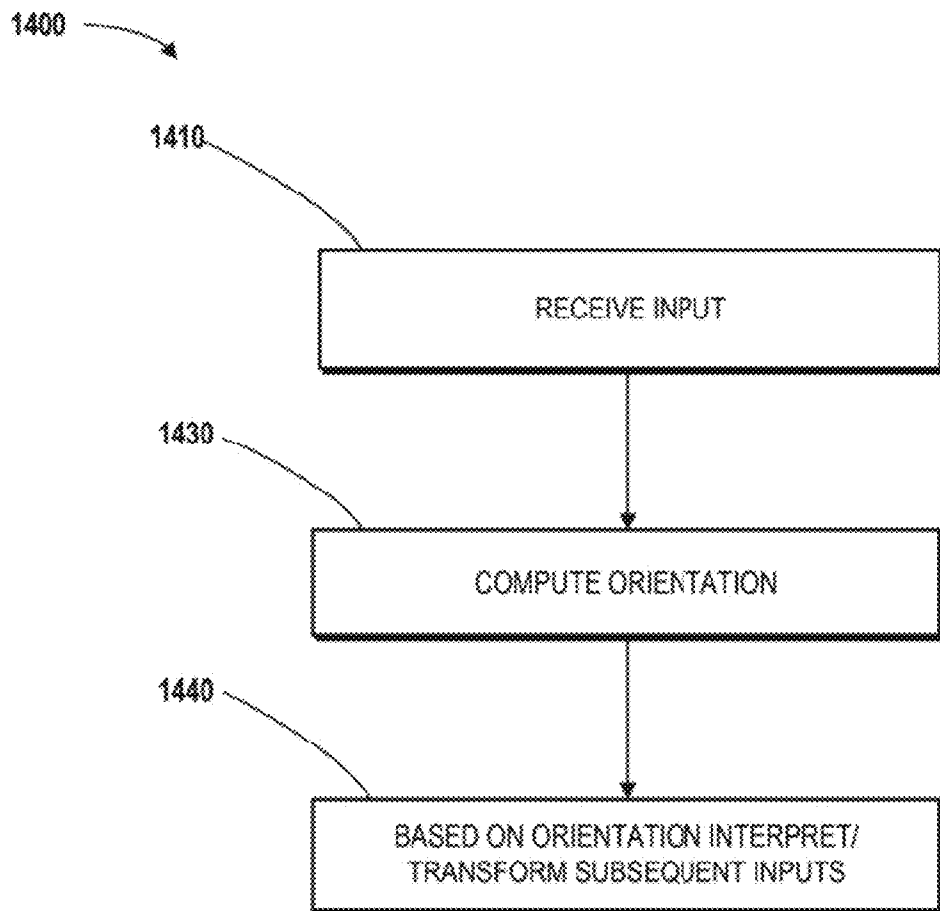 1400
1410
RECEIVE INPUT
1430
COMPUTE ORIENTATION
1440
BASED ON ORIENTATION INTERPRET/
TRANSFORM SUBSEQUENT INPUTS